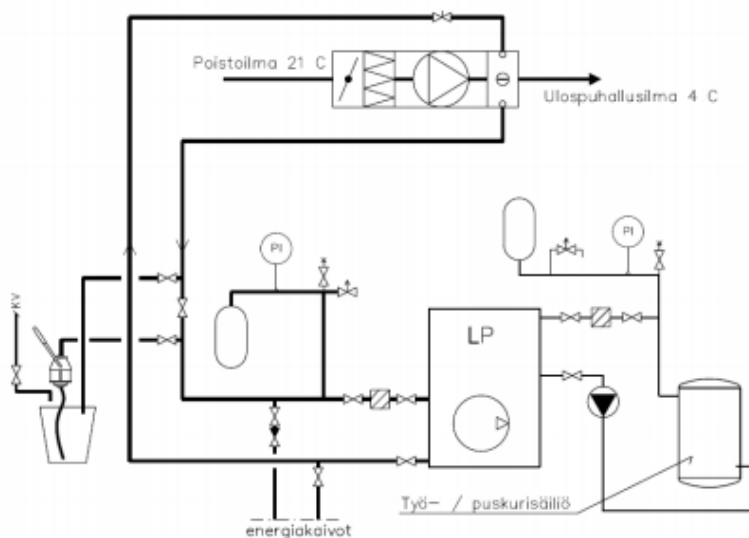 Poistoilma 21 C
Ulospuhallusilma 4 C
PI
PI
KV
LP
Työ- / puskurisäiliö
energiakaivot